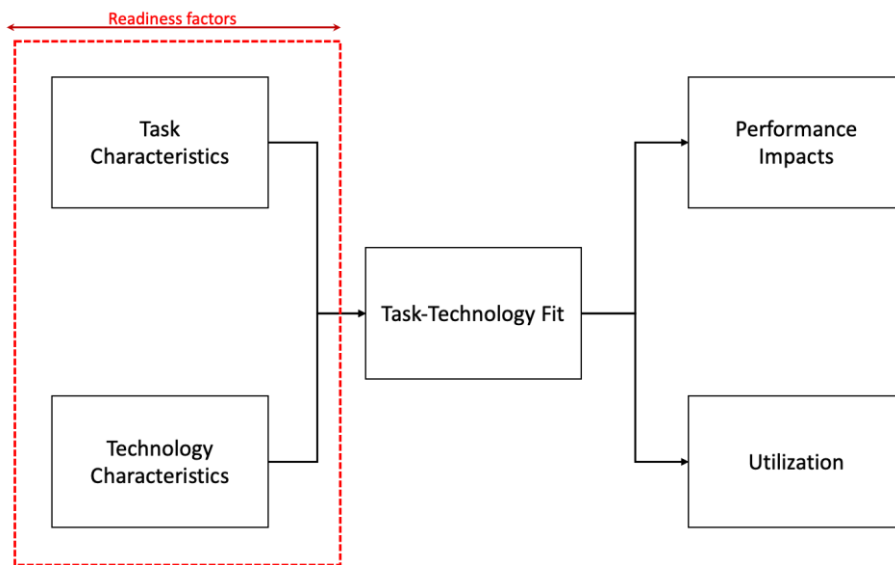 Readiness factors
Task
Characteristics
Performance
Impacts
Task-Technology Fit
Technology
Characteristics
Utilization